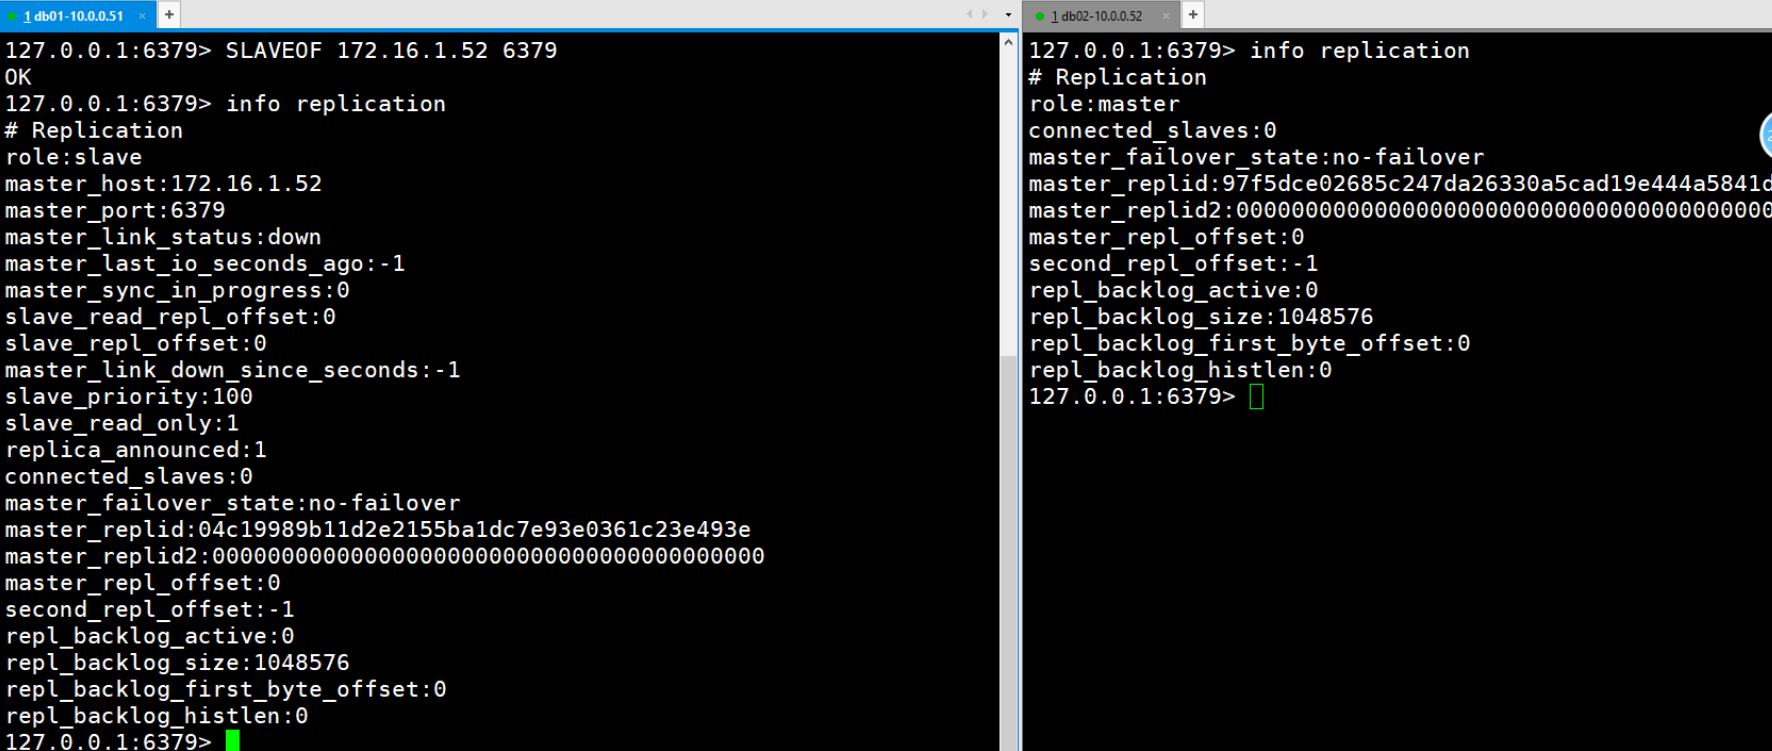 1 db01-10.0.0.51 × +
127.0.0.1:6379> SLAVEOF 172.16.1.52 6379
OK
127.0.0.1:6379> info replication
# Replication
role:slave
master_host:172.16.1.52
master_port:6379
master_link_status:down
master_last_io_seconds_ago:-1
master_sync_in_progress:0
slave_read_repl_offset:0
slave_repl_offset:0
master_link_down_since_seconds:-1
slave_priority:100
slave_read_only:1
replica_announced:1
connected_slaves:0
master_failover_state:no-failover
master_replid:04c19989b11d2e2155ba1dc7e93e0361c23e493e
master_replid2:0000000000000000000000000000000000000000
master_repl_offset:0
second_repl_offset:-1
repl_backlog_active:0
repl_backlog_size:1048576
repl_backlog_first_byte_offset:0
repl_backlog_histlen:0
127.0.0.1:6379>
1 db02-10.0.0.52 × +
127.0.0.1:6379> info replication
# Replication
role:master
connected_slaves:0
master_failover_state:no-failover
master_replid:97f5dce02685c247da26330a5cad19e444a5841d
master_replid2:000000000000000000000000000000000000000
master_repl_offset:0
second_repl_offset:-1
repl_backlog_active:0
repl_backlog_size:1048576
repl_backlog_first_byte_offset:0
repl_backlog_histlen:0
127.0.0.1:6379>